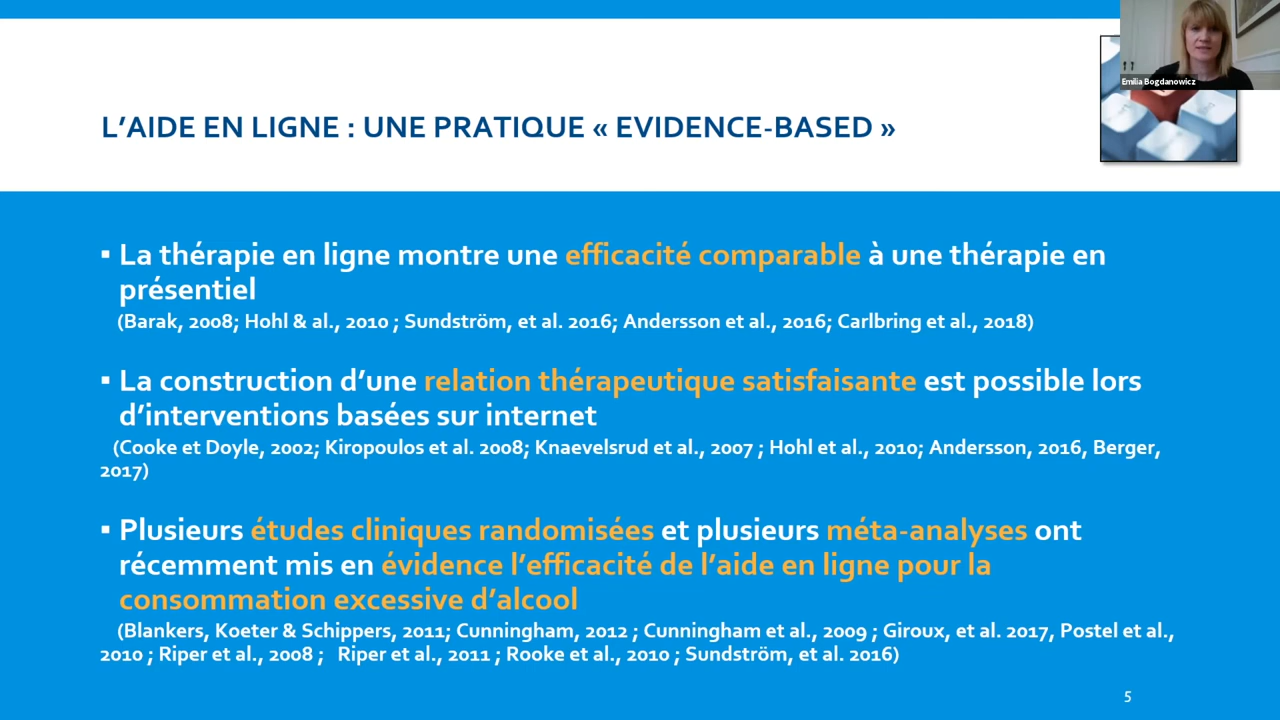 Emilia Bogdanowicz
L’AIDE EN LIGNE : UNE PRATIQUE « EVIDENCE-BASED »
▪ La thérapie en ligne montre une efficacité comparable à une thérapie en
présentiel
(Barak, 2008; Hohl & al., 2010 ; Sundström, et al. 2016; Andersson et al., 2016; Carlbring et al., 2018)
▪ La construction d’une relation thérapeutique satisfaisante est possible lors
d’interventions basées sur internet
(Cooke et Doyle, 2002; Kiropoulos et al. 2008; Knaevelsrud et al., 2007 ; Hohl et al., 2010; Andersson, 2016, Berger,
2017)
▪ Plusieurs études cliniques randomisées et plusieurs méta-analyses ont
récemment mis en évidence l’efficacité de l’aide en ligne pour la
consommation excessive d’alcool
(Blankers, Koeter & Schippers, 2011; Cunningham, 2012 ; Cunningham et al., 2009 ; Giroux, et al. 2017, Postel et al.,
2010 ; Riper et al., 2008 ; Riper et al., 2011 ; Rooke et al., 2010 ; Sundström, et al. 2016)
5